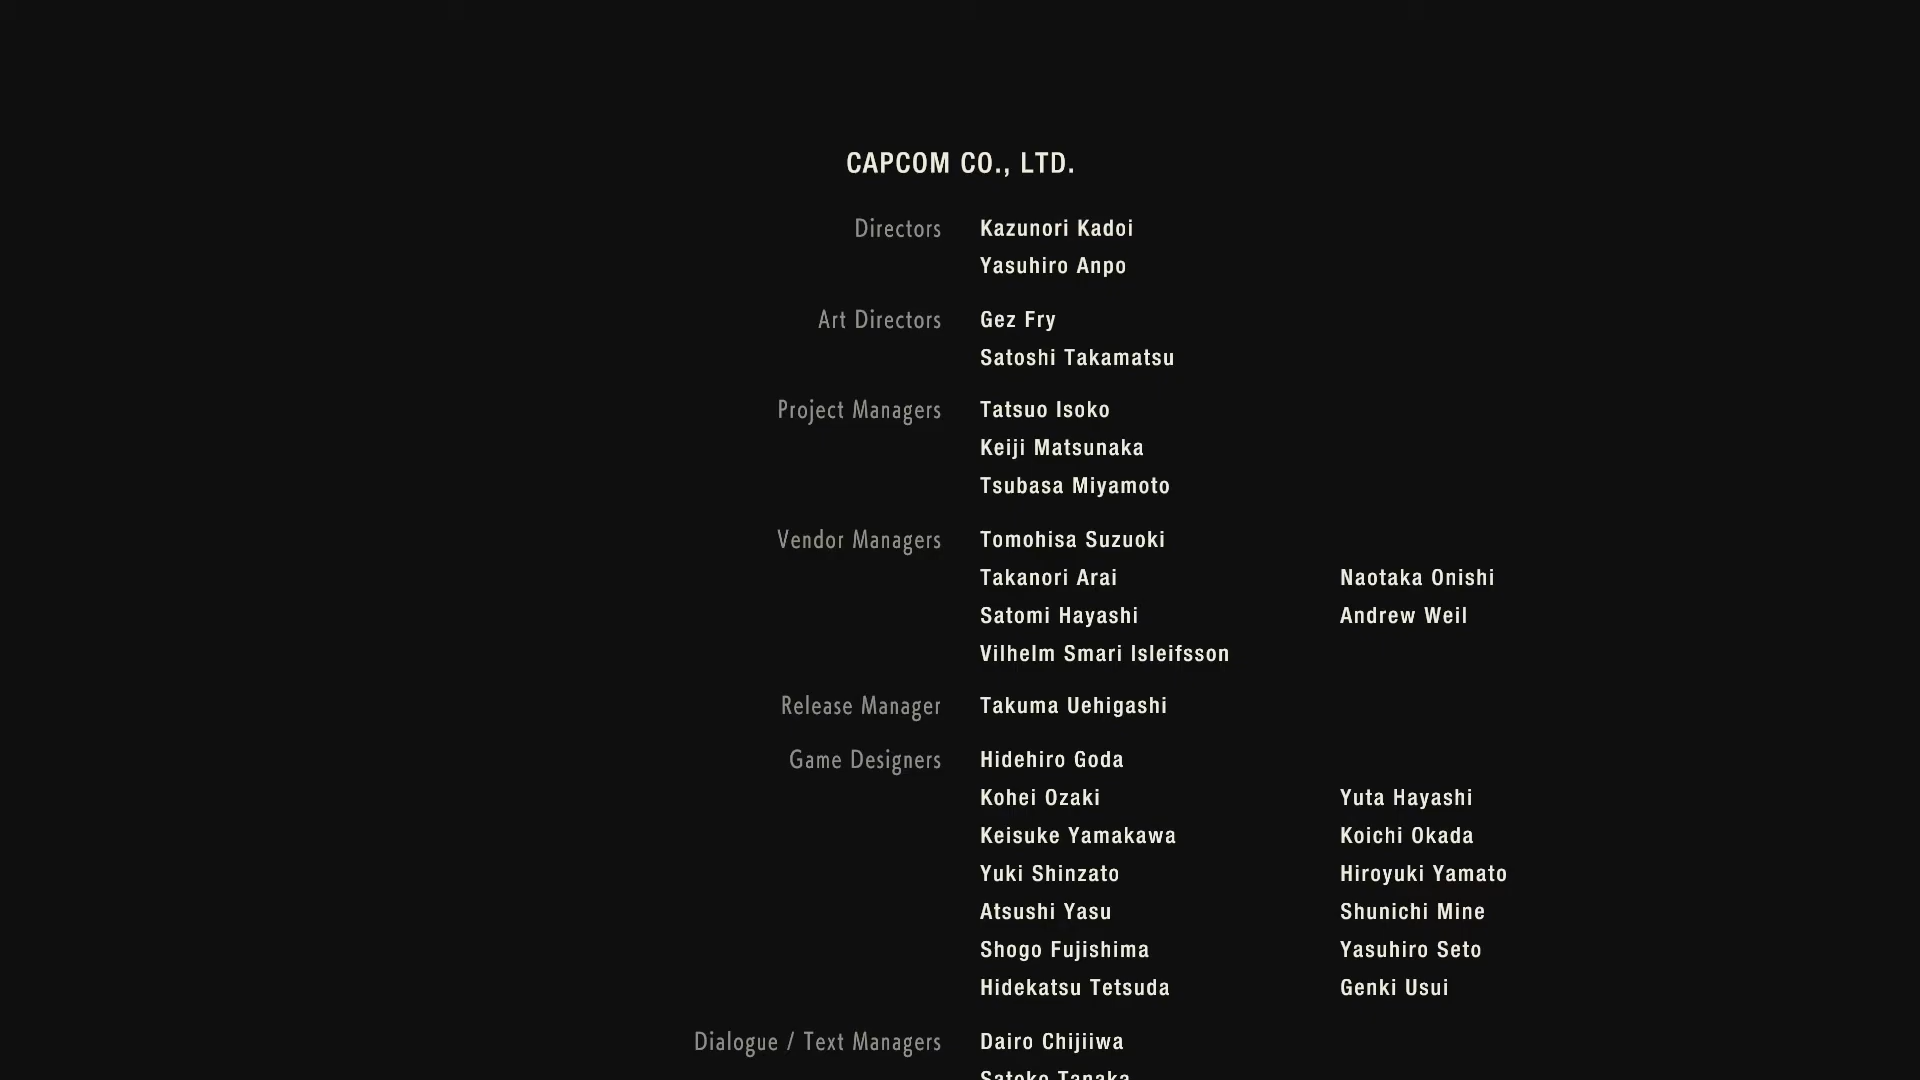 CAPCOM CO., LTD.
Directors Kazunori Kadoi
Yasuhiro Anpo
Art Directors Gez Fry
Satoshi Takamatsu
Project Managers Tatsuo Isoko
Keiji Matsunaka
Tsubasa Miyamoto
Vendor Managers Tomohisa Suzuoki
Takanori Arai Naotaka Onishi
Satomi Hayashi Andrew Weil
Vilhelm Smari Isleifsson
Release Manager Takuma Uehigashi
Game Designers Hidehiro Goda
Kohei Ozaki Yuta Hayashi
Keisuke Yamakawa Koichi Okada
Yuki Shinzato Hiroyuki Yamato
Atsushi Yasu Shunichi Mine
Shogo Fujishima Yasuhiro Seto
Hidekatsu Tetsuda Genki Usui
Dialogue / Text Managers Dairo Chijiiwa
Satoko Tanaka